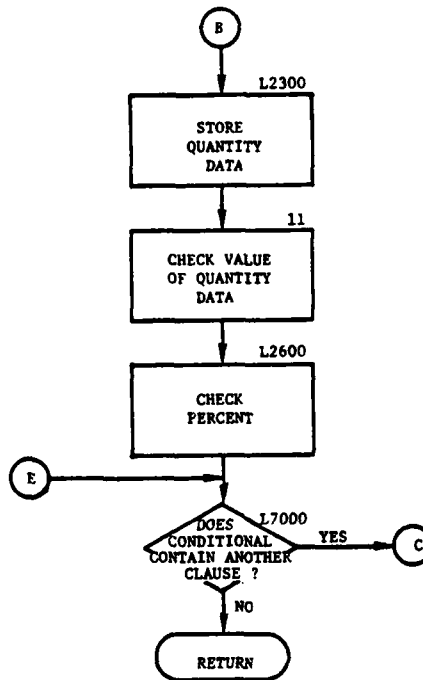 B
L2300
STORE
QUANTITY
DATA
11
CHECK VALUE
OF QUANTITY
DATA
L2600
CHECK
PERCENT
E
L7000
DOES
CONDITIONAL
CONTAIN ANOTHER
CLAUSE ?
YES
C
NO
RETURN